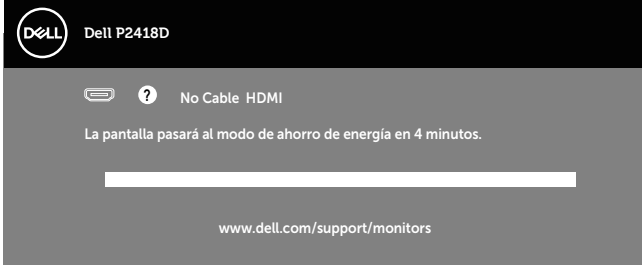 DELL
Dell P2418D
? No Cable HDMI
La pantalla pasará al modo de ahorro de energía en 4 minutos.
www.dell.com/support/monitors